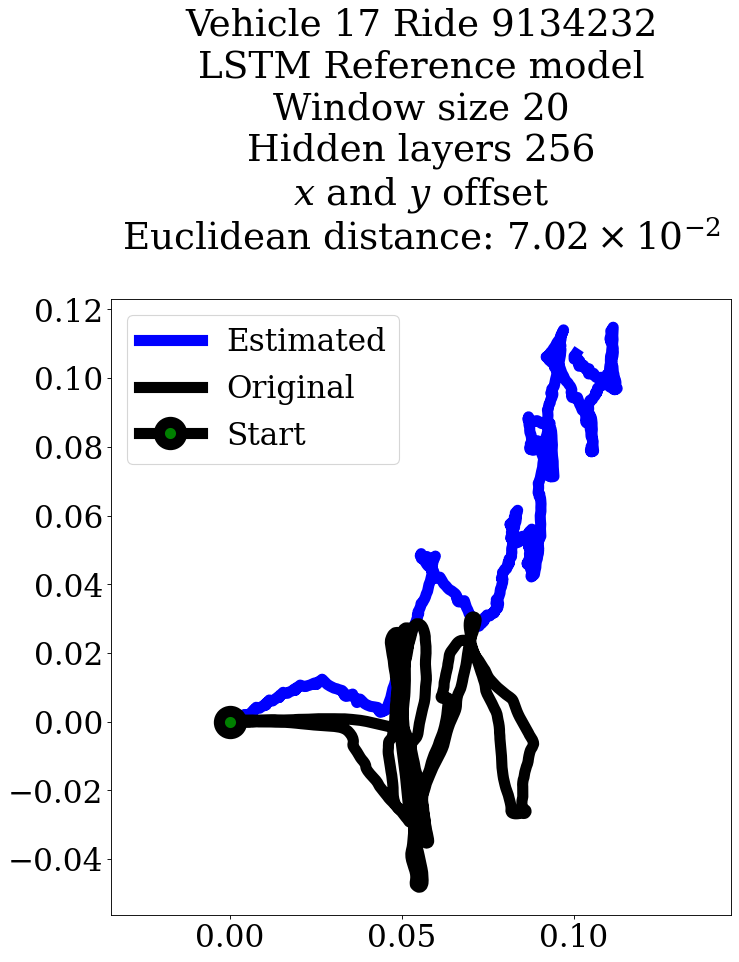 Vehicle 17 Ride 9134232
LSTM Reference model
Window size 20
Hidden layers 256
x and y offset
Euclidean distance: 7.02 × 10⁻²
Estimated
Original
Start
0.12
0.10
0.08
0.06
0.04
0.02
0.00
−0.02
−0.04
0.00 0.05 0.10